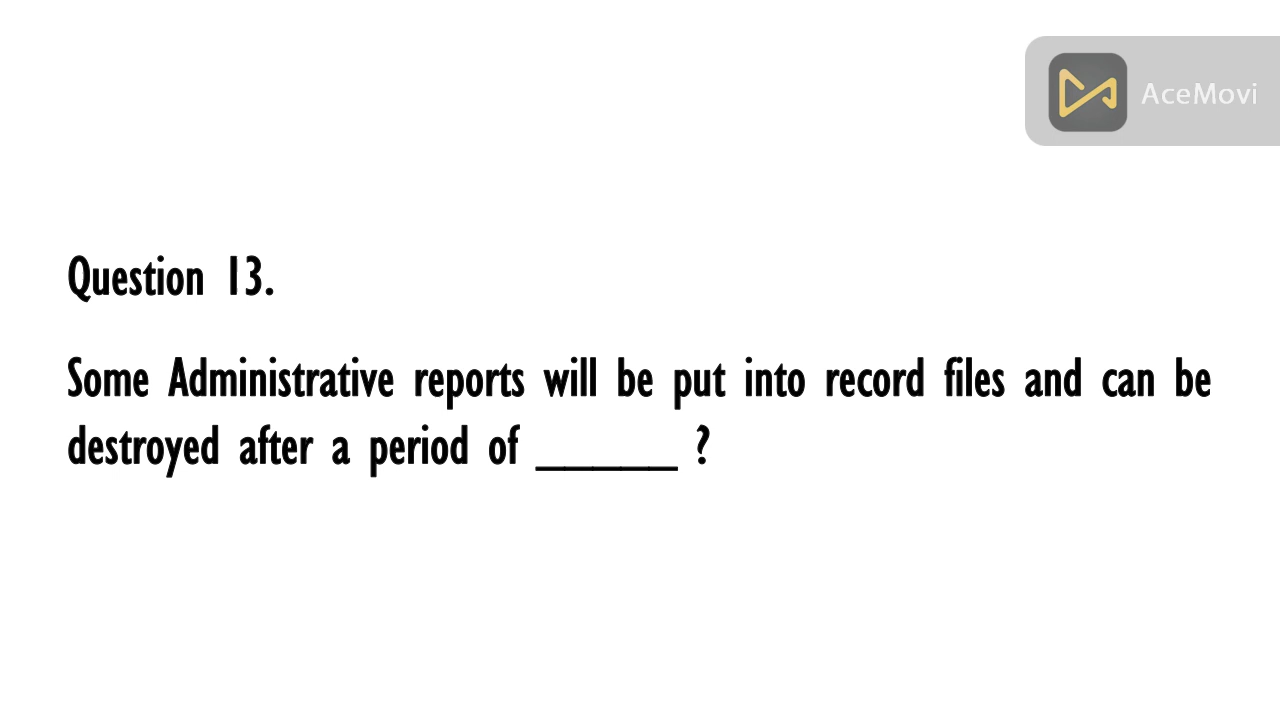 AceMovi
Question 13.
Some Administrative reports will be put into record files and can be
destroyed after a period of ______ ?